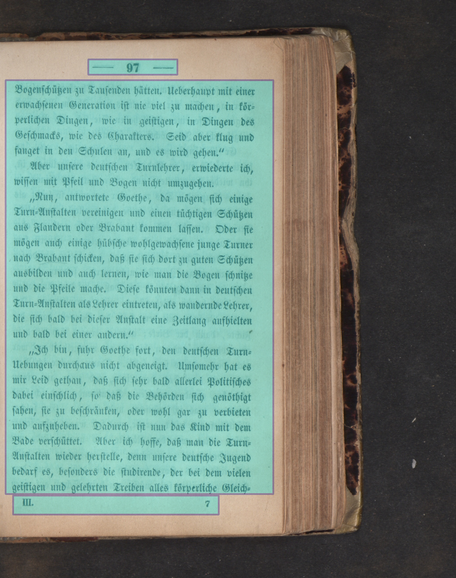 — 97 —
Bogenschützen zu Tausenden hätten. Ueberhaupt mit einer
erwachsenen Generation ist nie viel zu machen, in kör-
perlichen Dingen, wie in geistigen, in Dingen des
Geschmacks, wie des Charakters. Seid aber klug und
fanget in den Schulen an, und es wird gehen.“
Aber unsere deutschen Turnlehrer, erwiederte ich,
wissen mit Pfeil und Bogen nicht umzugehen.
„Nun, antwortete Goethe, da mögen sich einige
Turn-Anstalten vereinigen und einen tüchtigen Schützen
aus Flandern oder Brabant kommen lassen. Oder sie
mögen auch einige hübsche wohlgewachsene junge Turner
nach Brabant schicken, daß sie sich dort zu guten Schützen
ausbilden und auch lernen, wie man die Bogen schnitze
und die Pfeile mache. Diese könnten dann in deutschen
Turn-Anstalten als Lehrer eintreten, als wandernde Lehrer,
die sich bald bei dieser Anstalt eine Zeitlang aufhielten
und bald bei einer andern.“
„Ich bin, fuhr Goethe fort, den deutschen Turn-
Uebungen durchaus nicht abgeneigt. Umsomehr hat es
mir Leid gethan, daß sich sehr bald allerlei Politisches
dabei einschlich, so daß die Behörden sich genöthigt
sahen, sie zu beschränken, oder wohl gar zu verbieten
und aufzuheben. Dadurch ist nun das Kind mit dem
Bade verschüttet. Aber ich hoffe, daß man die Turn-
Anstalten wieder herstelle, denn unsere deutsche Jugend
bedarf es, besonders die studirende, der bei dem vielen
geistigen und gelehrten Treiben alles körperliche Gleich-
III. 7